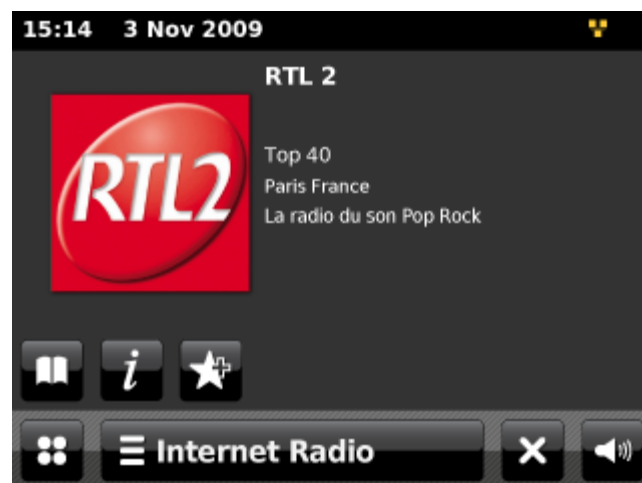 15:14 3 Nov 2009
RTL 2
RTL2
Top 40
Paris France
La radio du son Pop Rock
i
Internet Radio